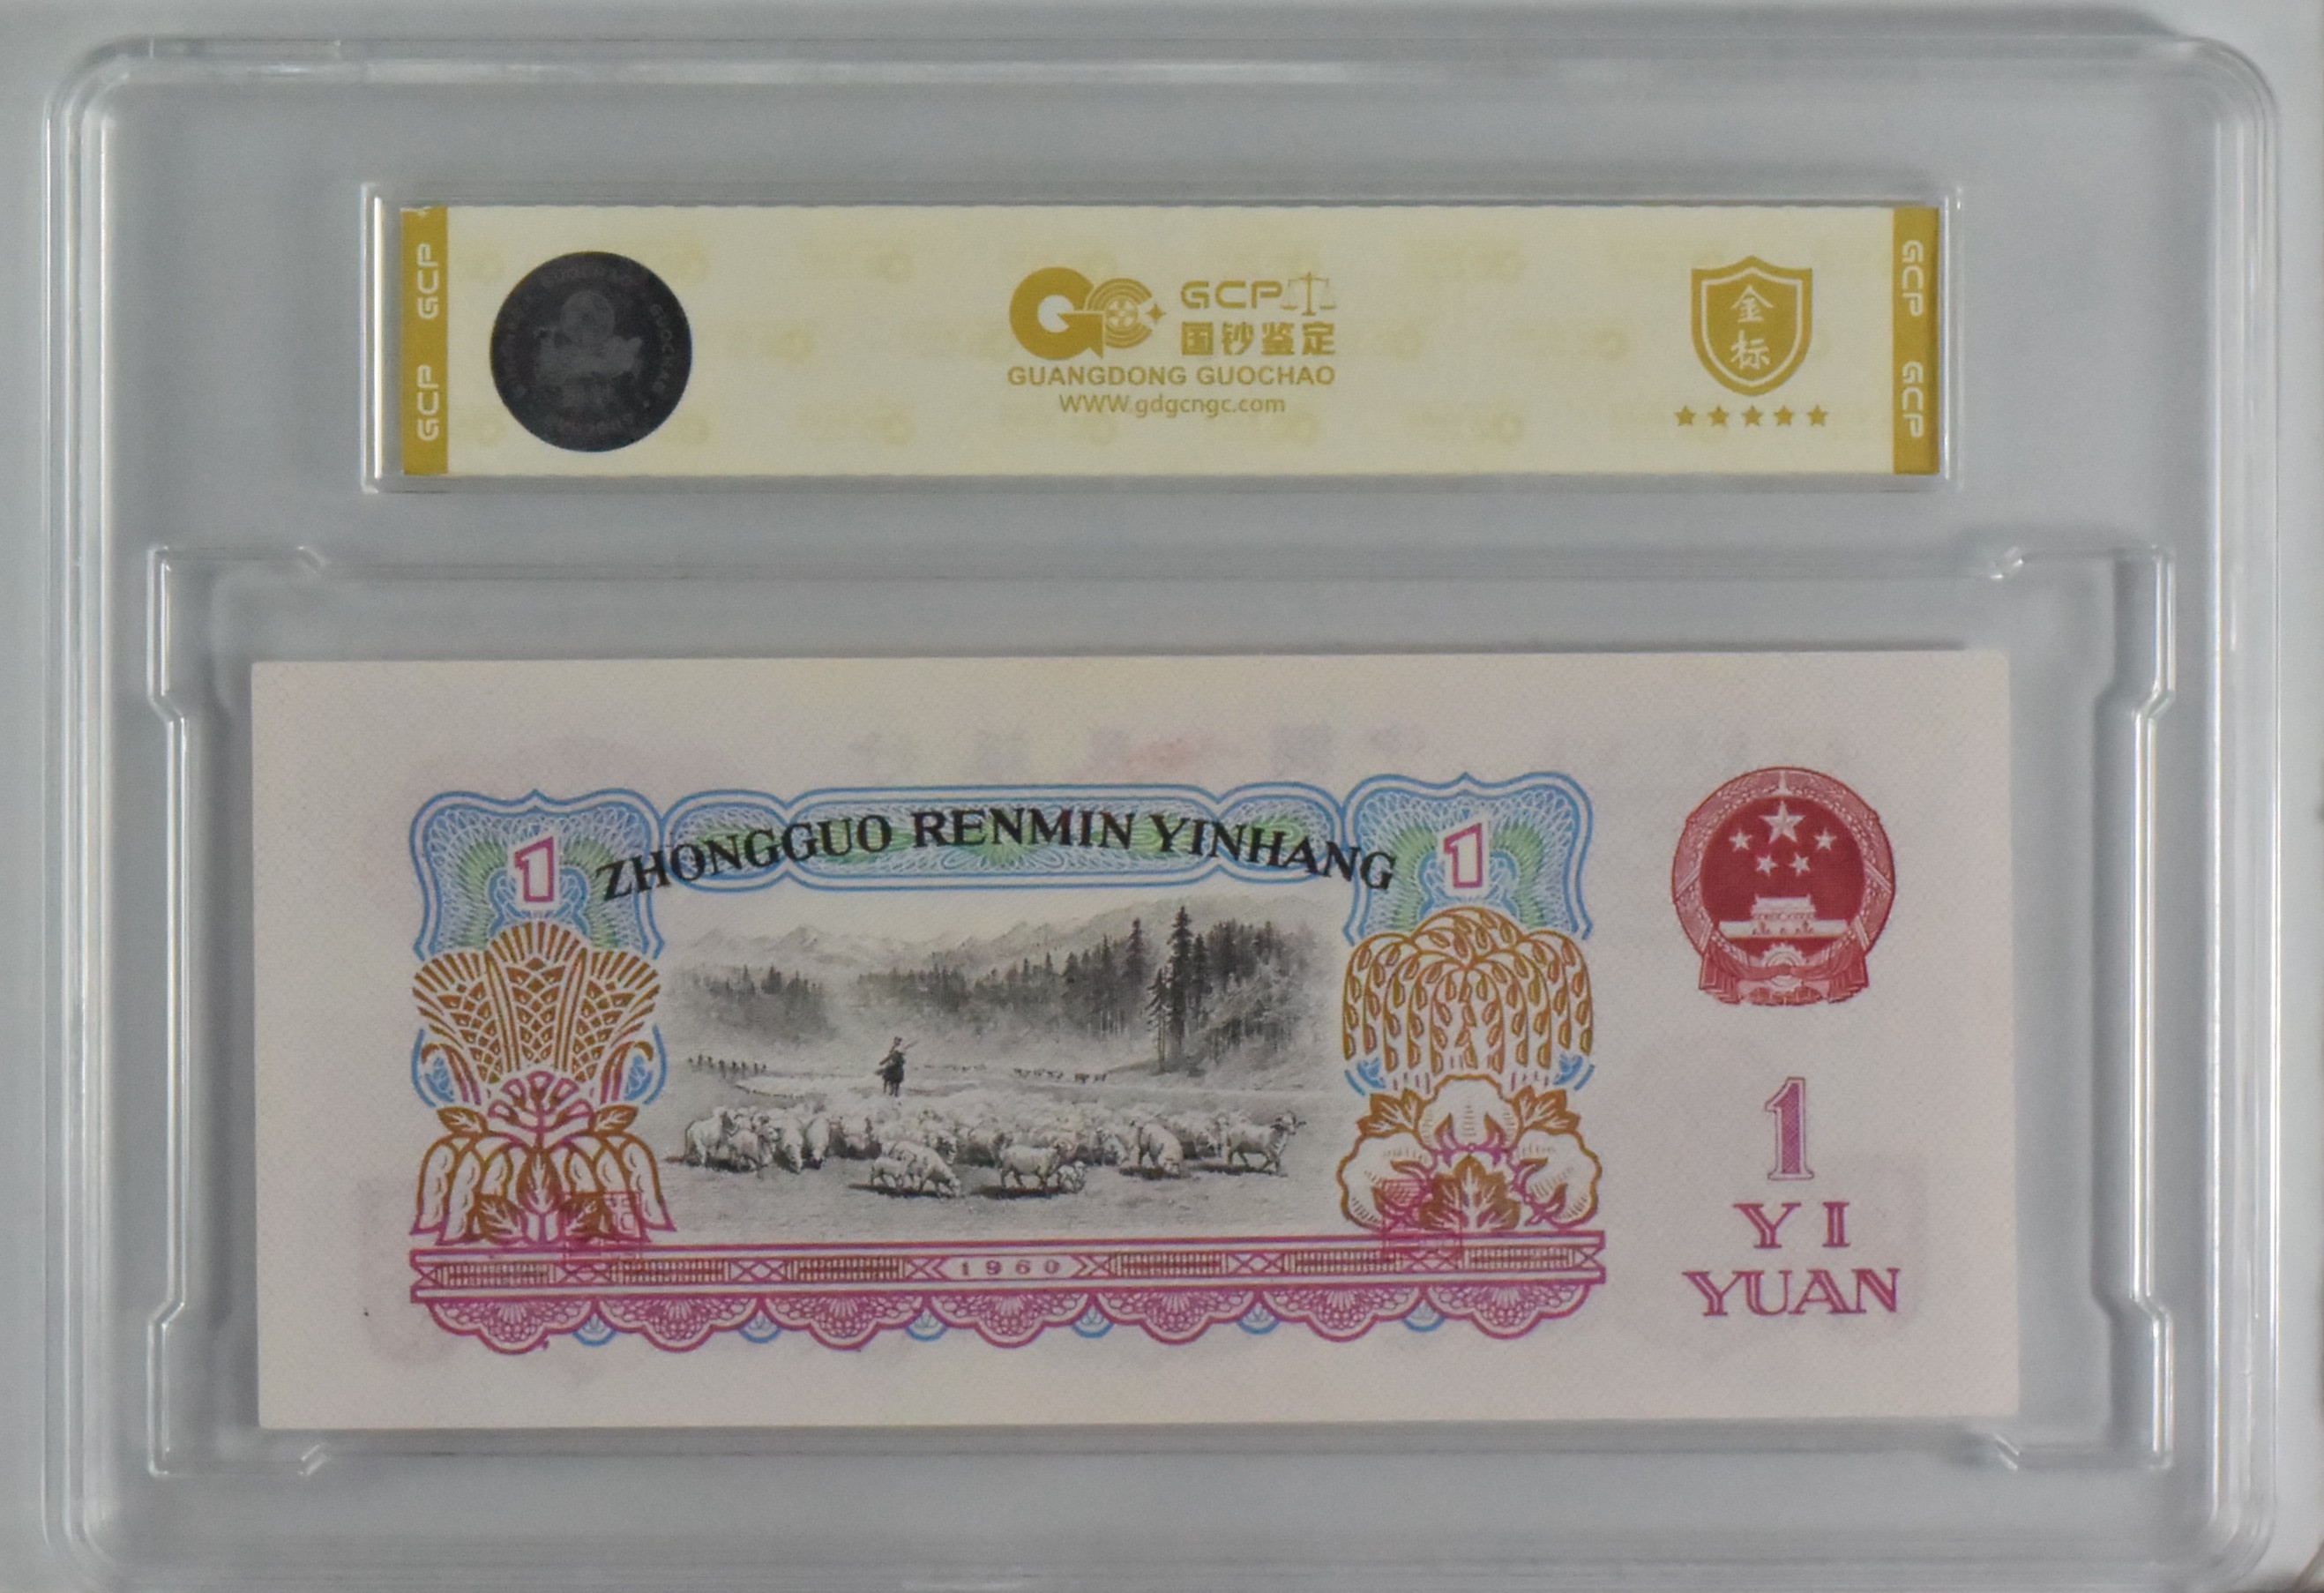 GCP GCP
GCP
国钞鉴定
GUANGDONG GUOCHAO
WWW.gdgcngc.com
金
标
GCP GCP
1
ZHONGGUO RENMIN YINHANG
1
1960
1
YI
YUAN